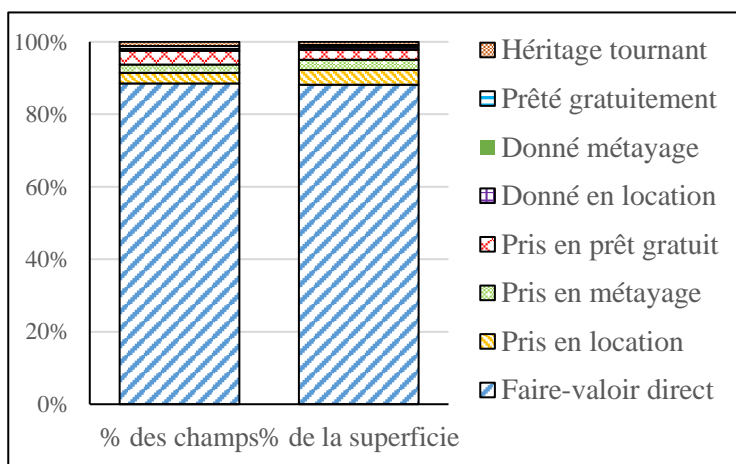 100%
80%
60%
40%
20%
0%
% des champs
% de la superficie
Héritage tournant
Prêté gratuitement
Donné métayage
Donné en location
Pris en prêt gratuit
Pris en métayage
Pris en location
Faire-valoir direct